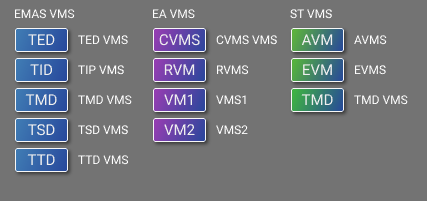 EMAS VMS EA VMS ST VMS
TED TED VMS CVMS CVMS VMS AVM AVMS
TID TIP VMS RVM RVMS EVM EVMS
TMD TMD VMS VM1 VMS1 TMD TMD VMS
TSD TSD VMS VM2 VMS2
TTD TTD VMS